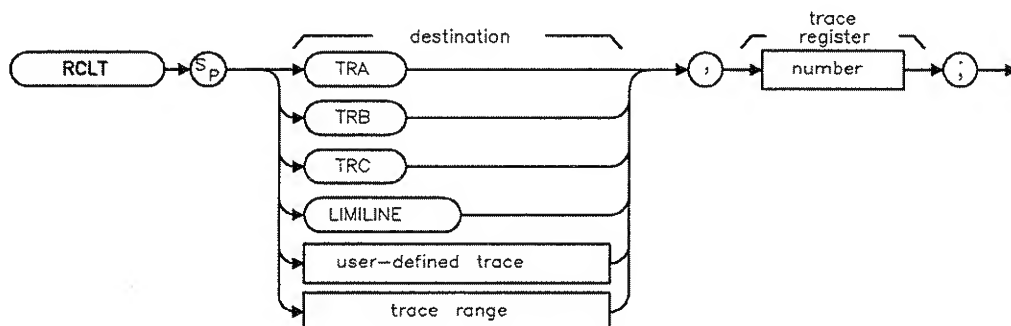 destination
trace
register
RCLT
SP
TRA
,
number
;
TRB
TRC
LIMILINE
user-defined trace
trace range